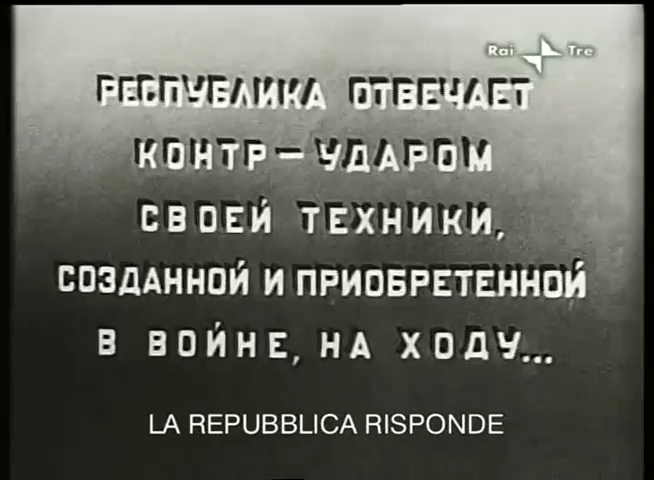 Rai Tre
РЕСПУБЛИКА ОТВЕЧАЕТ
КОНТР – УДАРОМ
СВОЕЙ ТЕХНИКИ,
СОЗДАННОЙ И ПРИОБРЕТЕННОЙ
В ВОЙНЕ, НА ХОДУ...
LA REPUBBLICA RISPONDE